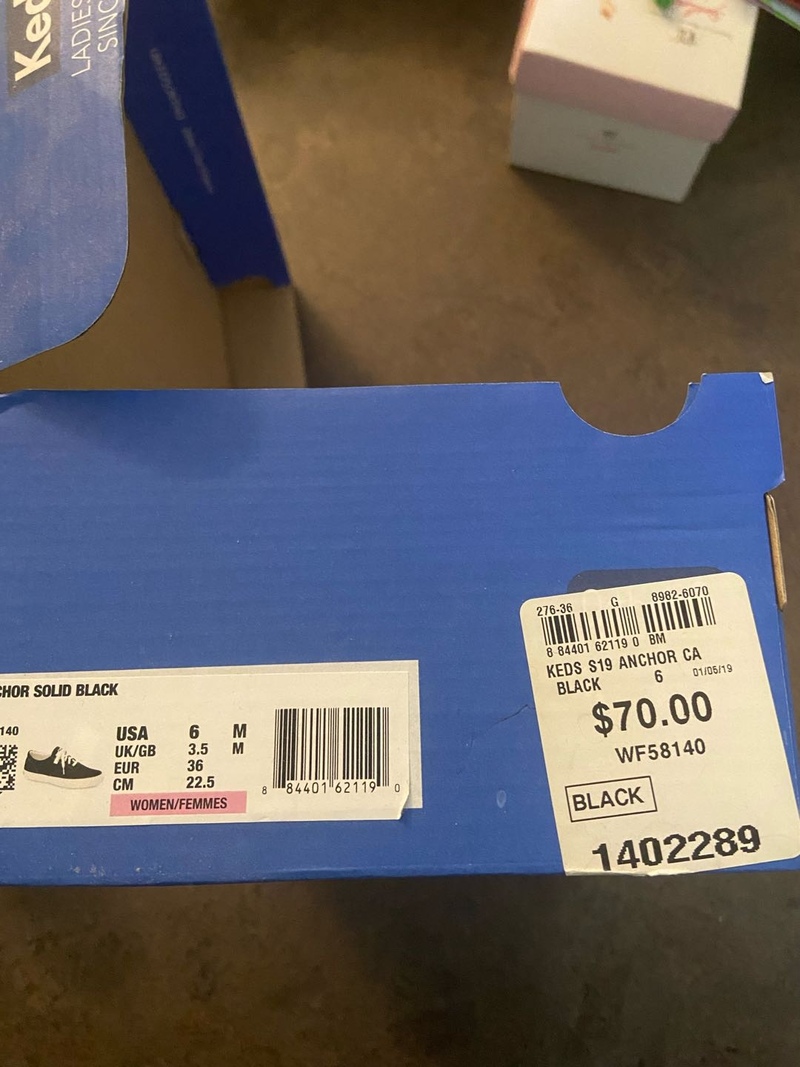 Ked
LADIES
SINC
CHOR SOLID BLACK
140
USA 6 M
UK/GB 3.5 M
EUR 36
CM 22.5
WOMEN/FEMMES
8 84401 62119 0
276-36 G 8982-6070
8 84401 62119 0 BM
KEDS S19 ANCHOR CA
BLACK 6 01/05/19
$70.00
WF58140
BLACK
1402289